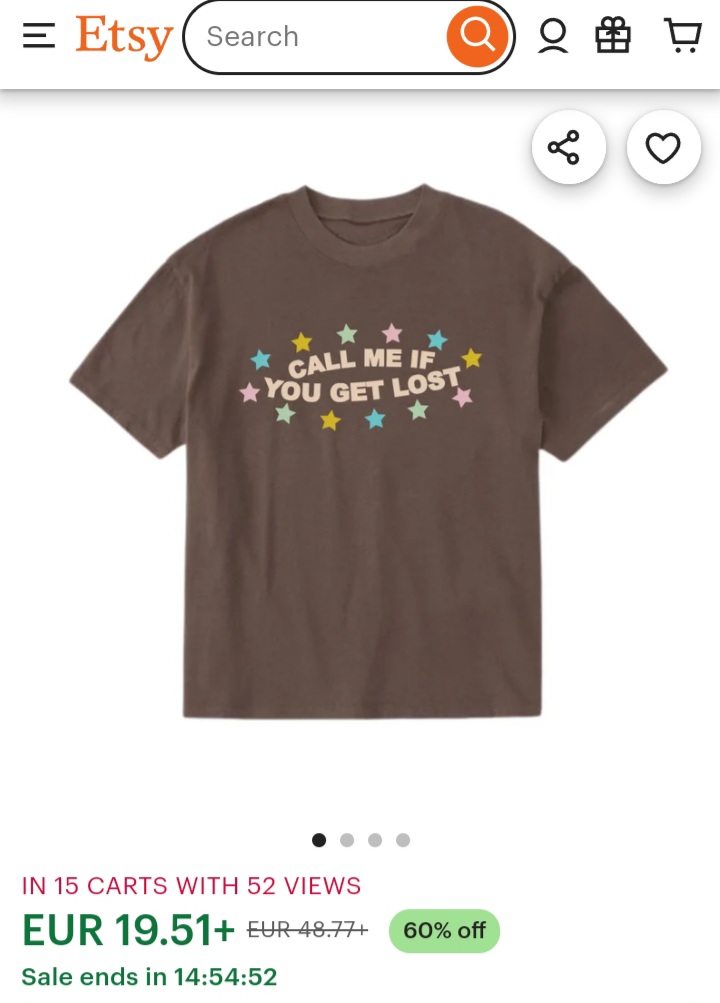 Etsy
Search
CALL ME IF
YOU GET LOST
IN 15 CARTS WITH 52 VIEWS
EUR 19.51+ EUR 48.77+ 60% off
Sale ends in 14:54:52